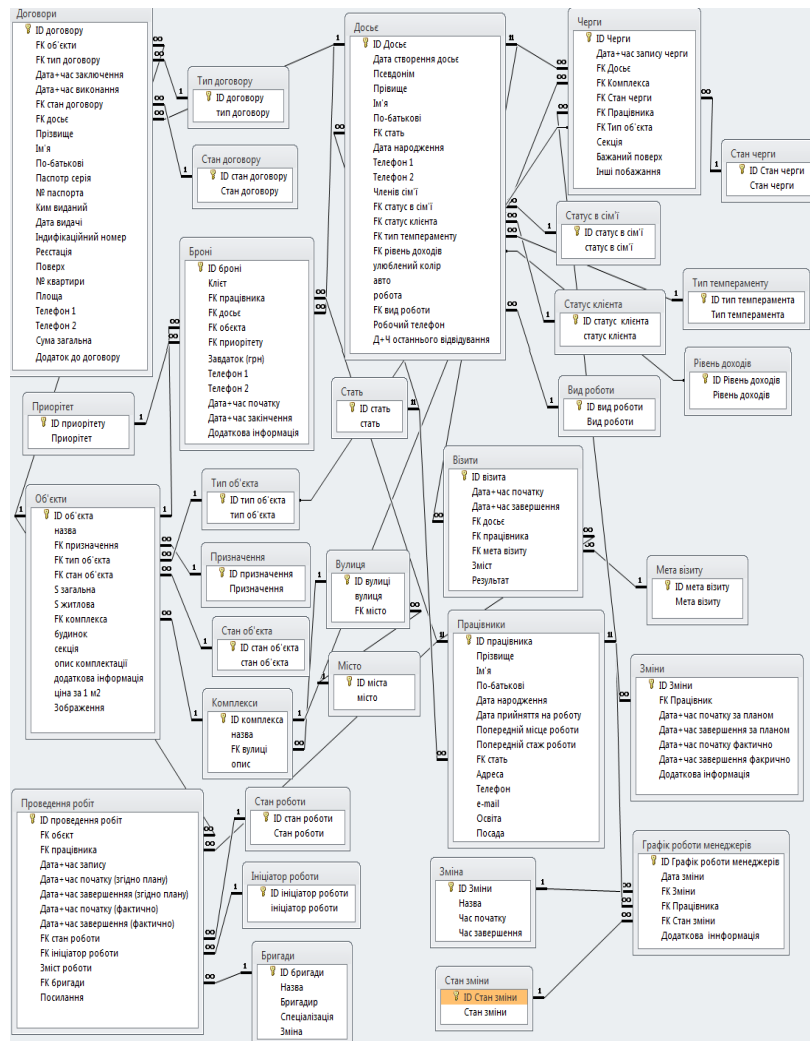 Договори
ID договору
FK об'єкти
FK тип договору
Дата+час заключення
Дата+час виконання
FK стан договору
FK досьє
Прізвище
Ім'я
По-батькові
Паспотр серія
№ паспорта
Ким виданий
Дата видачі
Індифікаційний номер
Реєстація
Поверх
№ квартири
Площа
Телефон 1
Телефон 2
Сума загальна
Додаток до договору
Тип договору
ID договору
тип договору
Стан договору
ID стан договору
Стан договору
Досьє
ID Досьє
Дата створення досьє
Псевдонім
Прівище
Ім'я
По-батькові
FK стать
Дата народження
Телефон 1
Телефон 2
Членів сім'ї
FK статус в сім'ї
FK статус клієнта
FK тип темпераменту
FK рівень доходів
улюблений колір
авто
робота
FK вид роботи
Робочий телефон
Д+Ч останнього відвідування
Черги
ID Черги
Дата+час запису черги
FK Досьє
FK Комплекса
FK Стан черги
FK Працівника
FK Тип об'єкта
Секція
Бажаний поверх
Інші побажання
Стан черги
ID Стан черги
Стан черги
Статус в сім'ї
ID статус в сім'ї
статус в сім'ї
Тип темпераменту
ID тип темперамента
Тип темперамента
Статус клієнта
ID статус клієнта
статус клієнта
Рівень доходів
ID Рівень доходів
Рівень доходів
Вид роботи
ID вид роботи
Вид роботи
Броні
ID броні
Клієт
FK працівника
FK досьє
FK обєкта
FK приорітету
Завдаток (грн)
Телефон 1
Телефон 2
Дата+час початку
Дата+час закінчення
Додаткова інформація
Приорітет
ID приорітету
Приорітет
Стать
ID стать
стать
Об'єкти
ID об'єкта
назва
FK призначення
FK тип об'єкта
FK стан об'єкта
S загальна
S житлова
FK комплекса
будинок
секція
опис комплектації
додаткова інформація
ціна за 1 м2
Зображення
Тип об'єкта
ID тип об'єкта
тип об'єкта
Призначення
ID призначення
Призначення
Стан об'єкта
ID стан об'єкта
стан об'єкта
Комплекси
ID комплекса
назва
FK вулиці
опис
Вулиця
ID вулиці
вулиця
FK місто
Місто
ID міста
місто
Візити
ID візита
Дата+час початку
Дата+час завершення
FK досьє
FK працівника
FK мета візиту
Зміст
Результат
Мета візиту
ID мета візиту
Мета візиту
Працівники
ID працівника
Прізвище
Ім'я
По-батькові
Дата народження
Дата прийняття на роботу
Попередній місце роботи
Попередній стаж роботи
FK стать
Адреса
Телефон
e-mail
Освіта
Посада
Зміни
ID Зміни
FK Працівник
Дата+час початку за планом
Дата+час завершення за планом
Дата+час початку фактично
Дата+час завершення факрично
Додаткова інформація
Проведення робіт
ID проведення робіт
FK обєкт
FK працівника
Дата+час запису
Дата+час початку (згідно плану)
Дата+час завершенняя (згідно плану)
Дата+час початку (фактично)
Дата+час завершення (фактично)
FK стан роботи
FK ініціатор роботи
Зміст роботи
FK бригади
Посилання
Стан роботи
ID стан роботи
Стан роботи
Ініціатор роботи
ID ініціатор роботи
ініціатор роботи
Бригади
ID бригади
Назва
Бригадир
Спеціалізація
Зміна
Зміна
ID Зміни
Назва
Час початку
Час завершення
Графік роботи менеджерів
ID Графік роботи менеджерів
Дата зміни
FK Зміни
FK Працівника
FK Стан зміни
Додаткова іннформація
Стан зміни
ID Стан зміни
Стан зміни